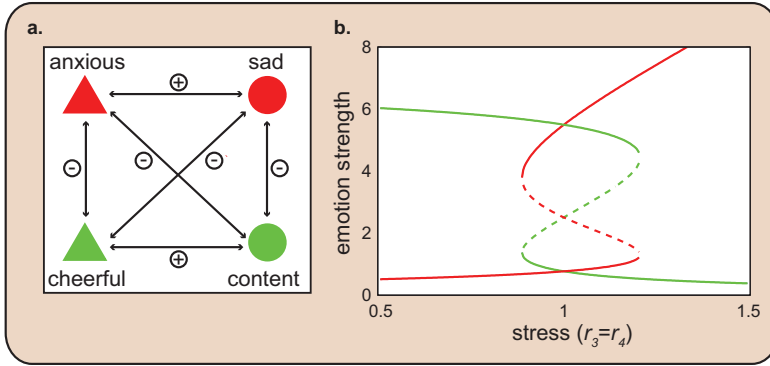 a.
anxious
sad
+
-
-
-
-
cheerful
content
+
b.
emotion strength
8
6
4
2
0
0.5
1
1.5
stress (r₃=r₄)